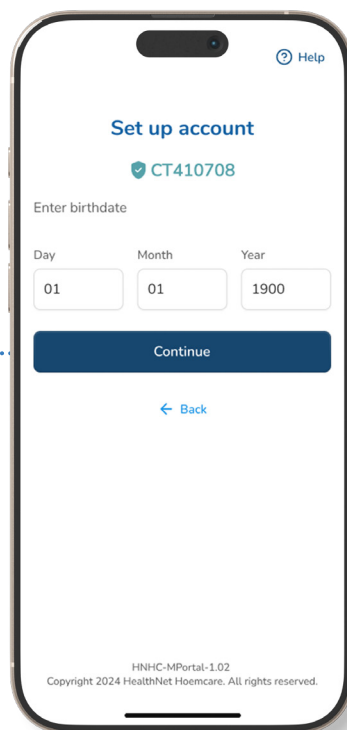 Help
Set up account
CT410708
Enter birthdate
Day Month Year
01 01 1900
Continue
← Back
HNHC-MPortal-1.02
Copyright 2024 HealthNet Hoemcare. All rights reserved.